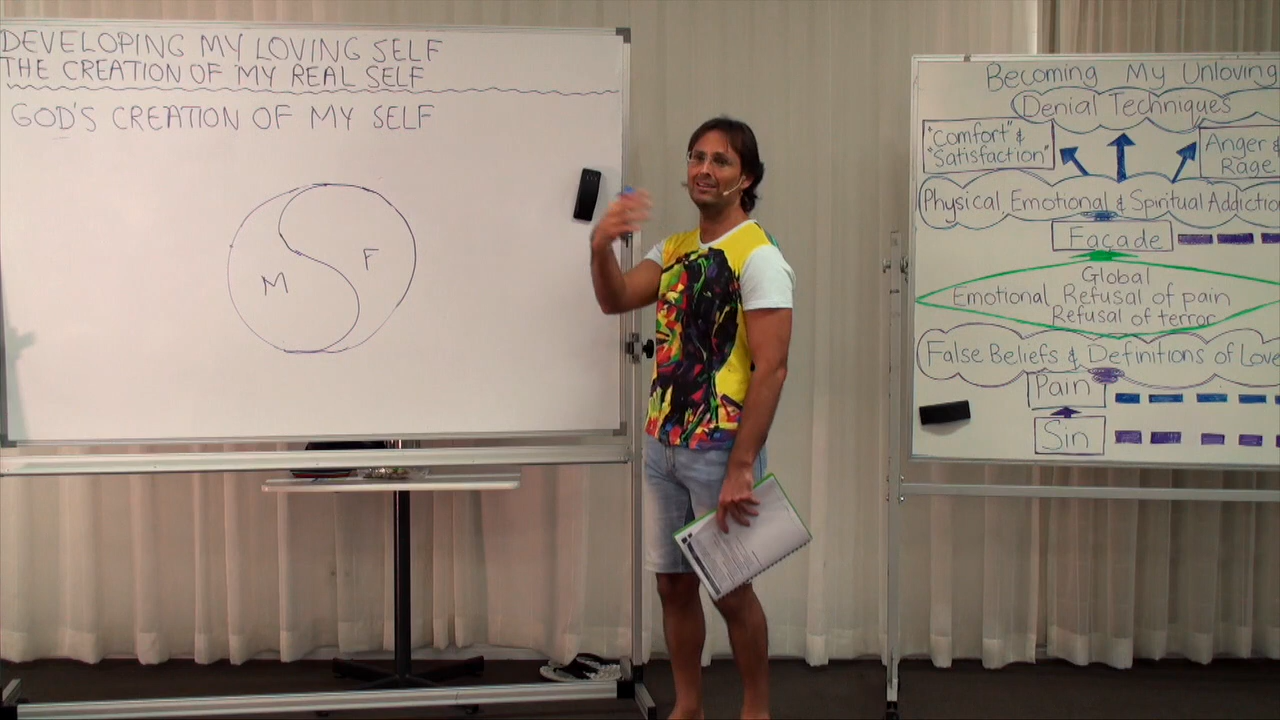 DEVELOPING MY LOVING SELF
THE CREATION OF MY REAL SELF
GOD'S CREATION OF MY SELF
M
F
Becoming My Unloving
Denial Techniques
"Comfort" &
"Satisfaction"
Anger &
Rage
Physical Emotional & Spiritual Addiction
Façade
Global
Emotional Refusal of pain
Refusal of terror
False Beliefs & Definitions of Love
Pain
Sin